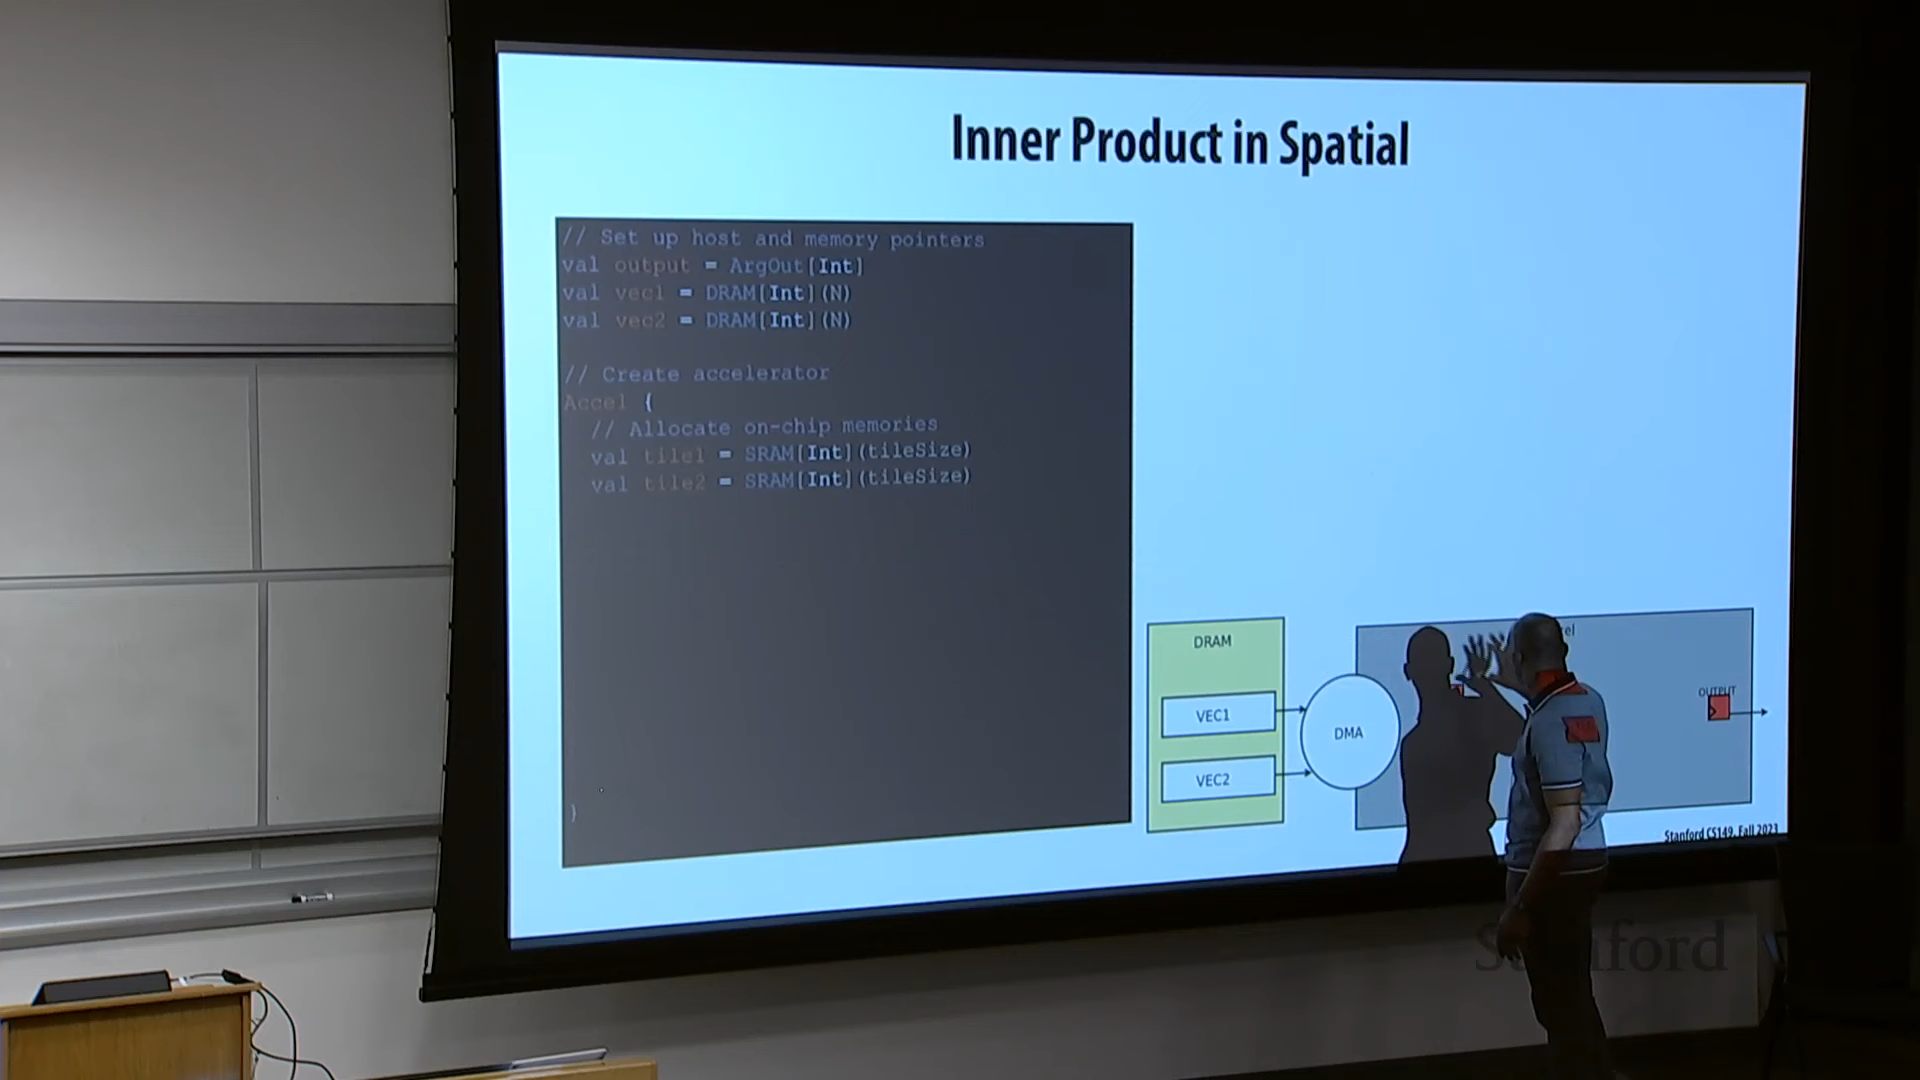 Inner Product in Spatial
// Set up host and memory pointers
val output = ArgOut[Int]
val vec1 = DRAM[Int](N)
val vec2 = DRAM[Int](N)
// Create accelerator
Accel {
// Allocate on-chip memories
val tile1 = SRAM[Int](tileSize)
val tile2 = SRAM[Int](tileSize)
}
DRAM
VEC1
VEC2
DMA
OUTPUT
Stanford CS149, Fall 2023
Stanford